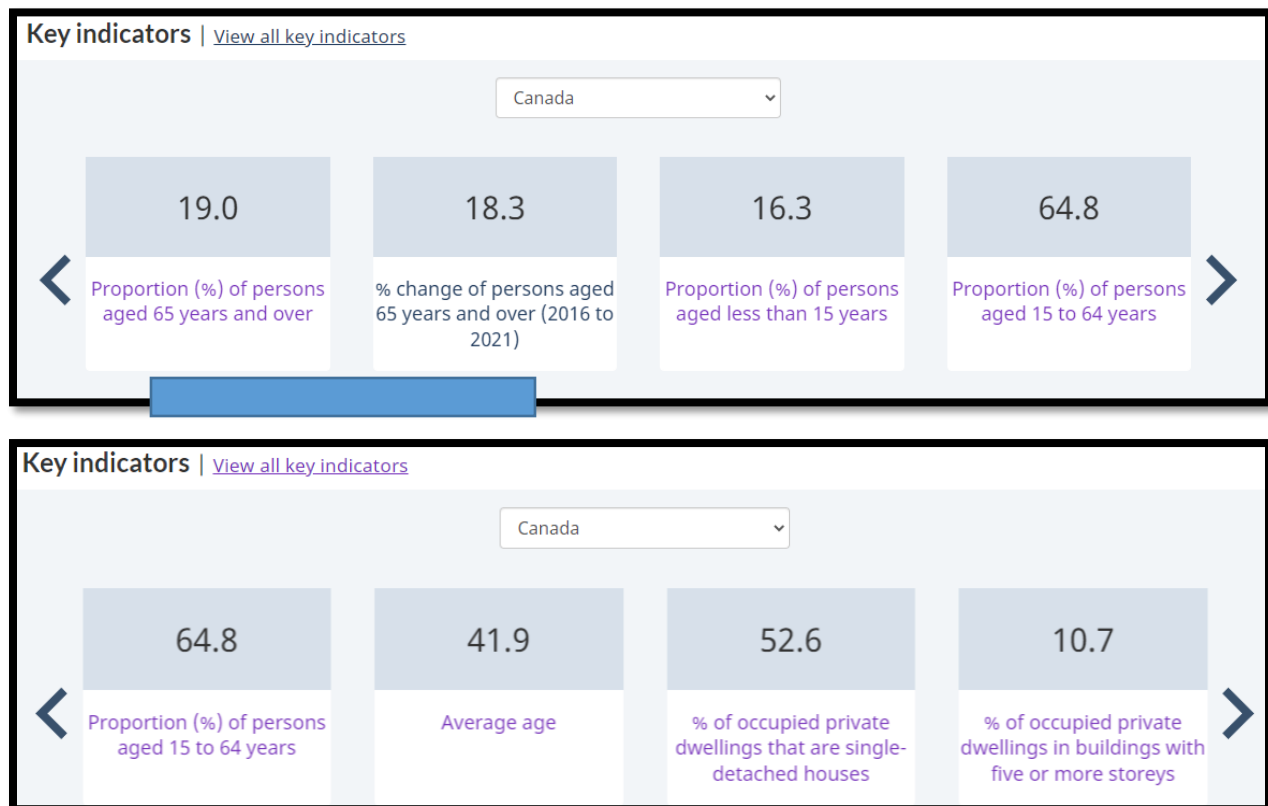 Key indicators | View all key indicators
Canada
19.0
18.3
16.3
64.8
Proportion (%) of persons
aged 65 years and over
% change of persons aged
65 years and over (2016 to
2021)
Proportion (%) of persons
aged less than 15 years
Proportion (%) of persons
aged 15 to 64 years
Key indicators | View all key indicators
Canada
64.8
41.9
52.6
10.7
Proportion (%) of persons
aged 15 to 64 years
Average age
% of occupied private
dwellings that are single-
detached houses
% of occupied private
dwellings in buildings with
five or more storeys